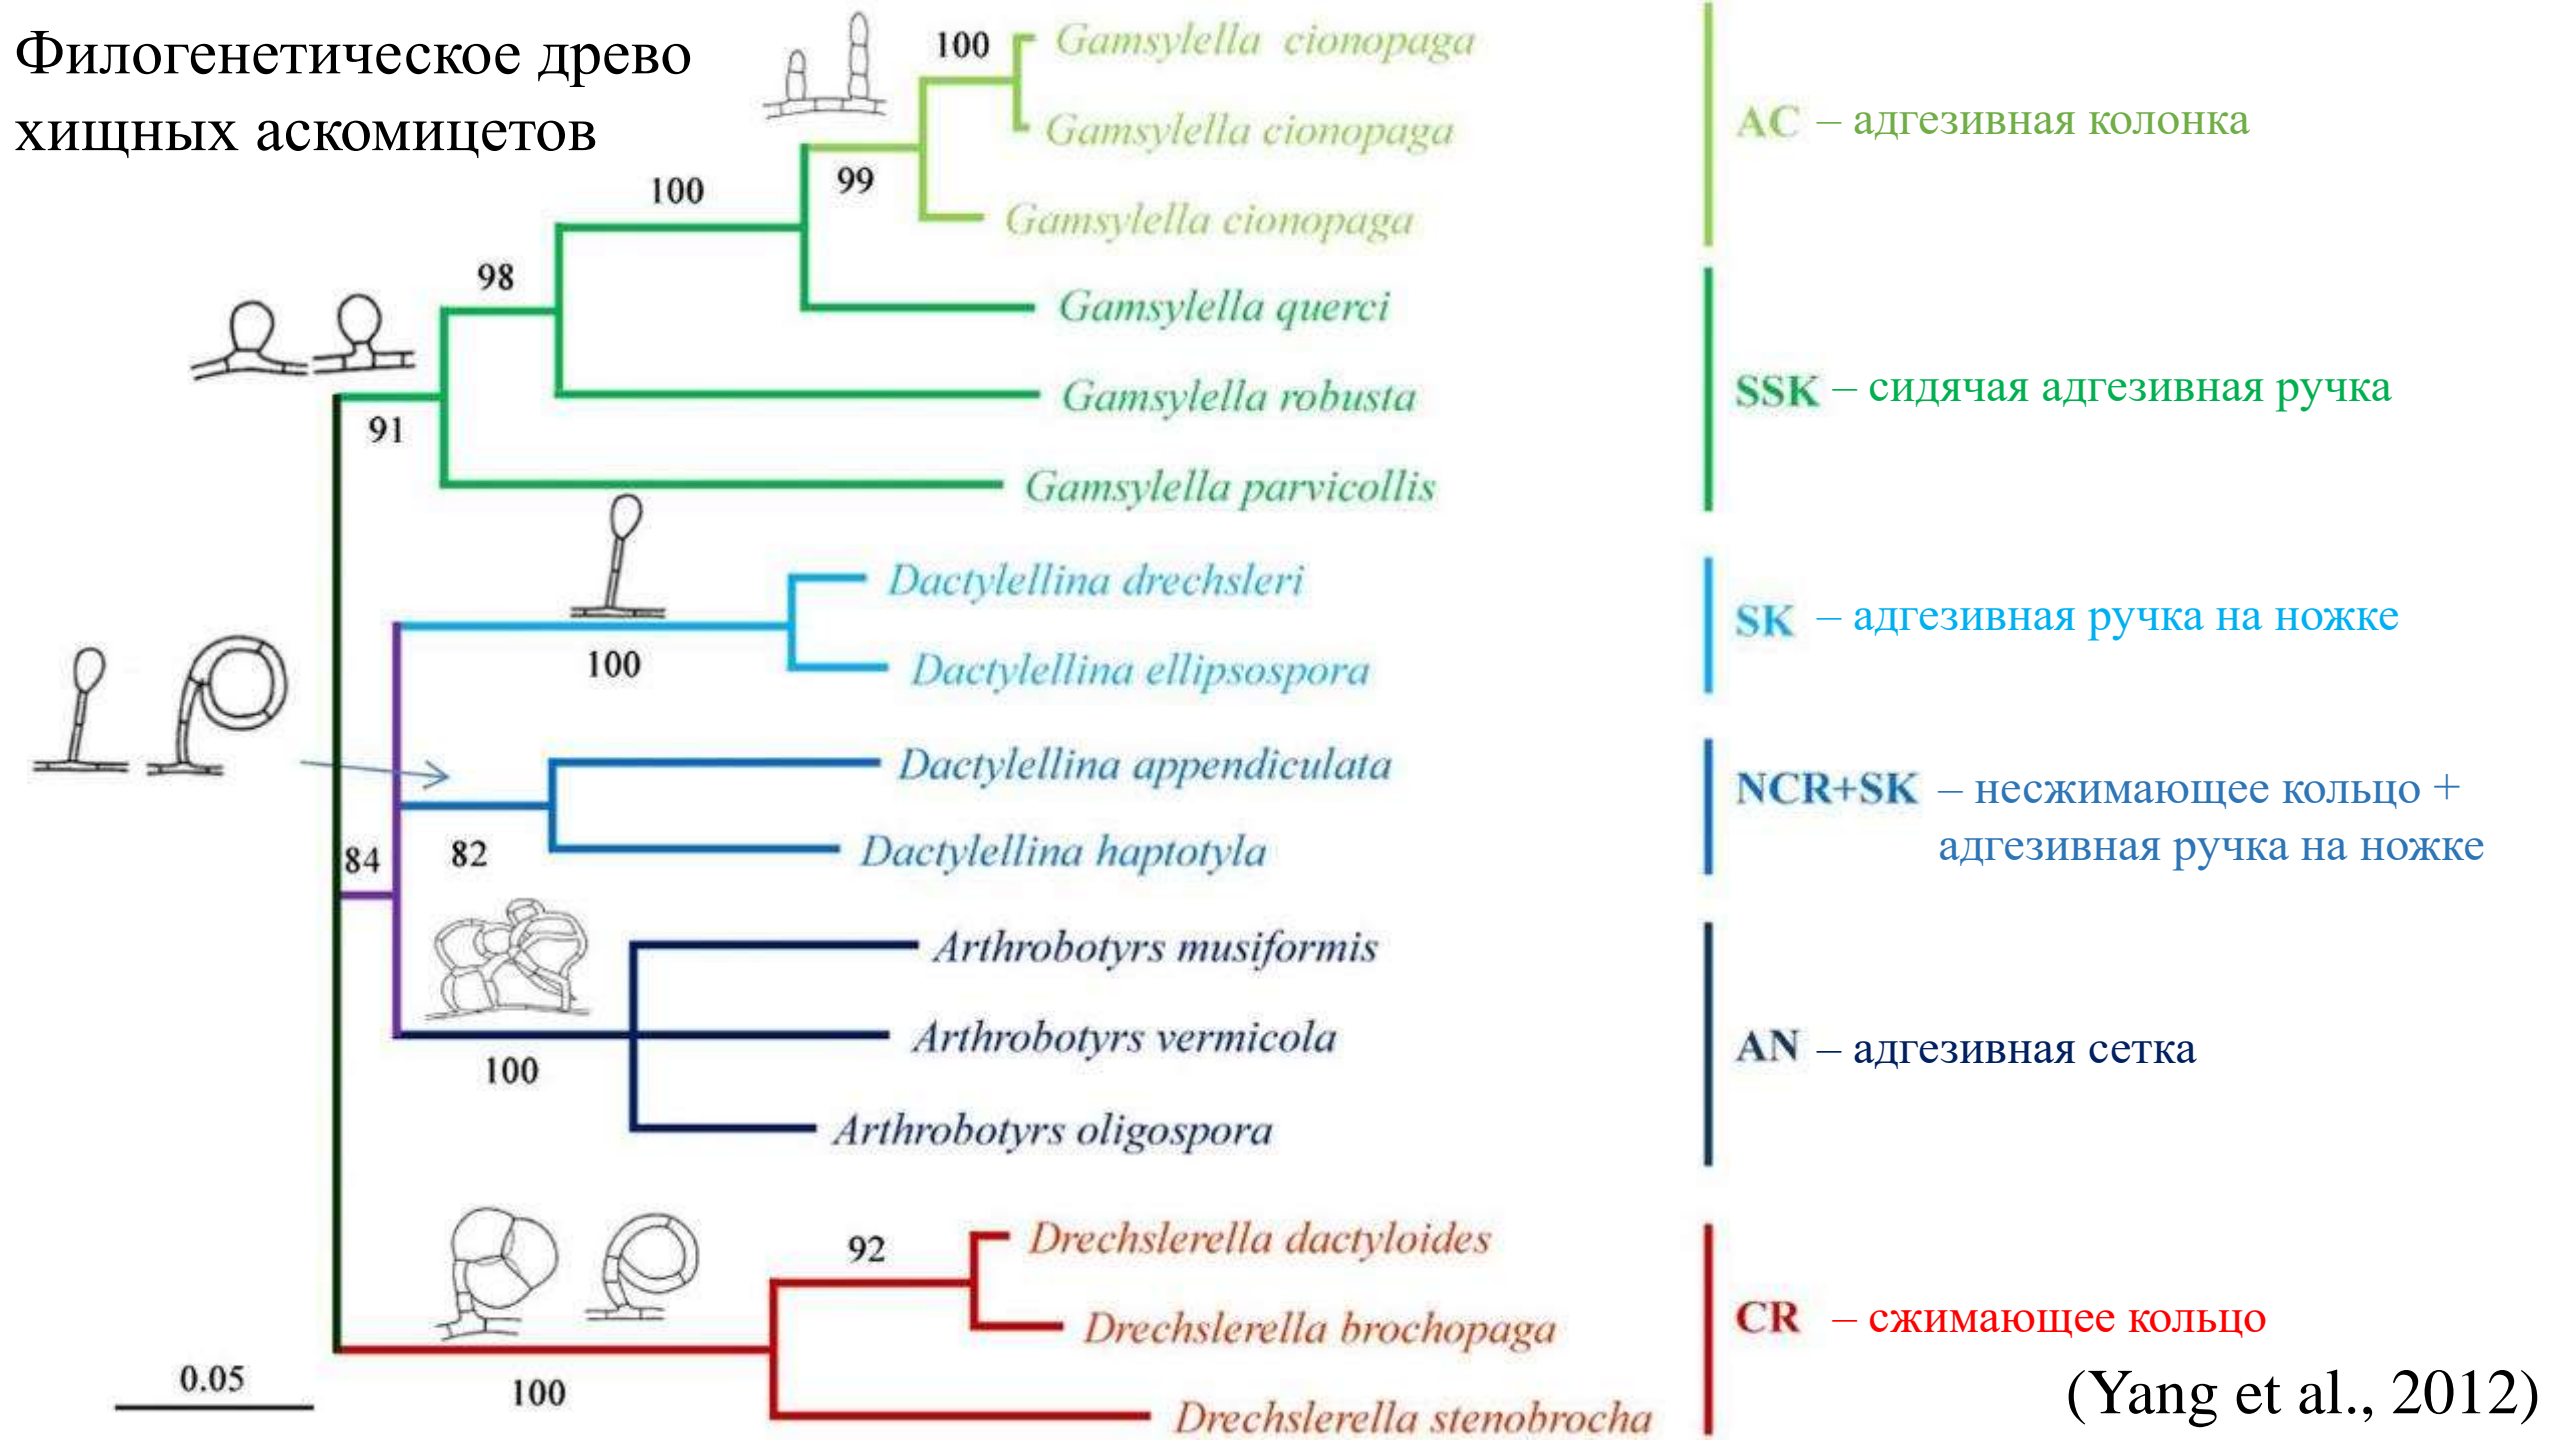 Филогенетическое древо
хищных аскомицетов
100
Gamsylella cionopaga
Gamsylella cionopaga
99
Gamsylella cionopaga
AC – адгезивная колонка
100
98
Gamsylella querci
Gamsylella robusta
91
Gamsylella parvicollis
SSK – сидячая адгезивная ручка
Dactylellina drechsleri
100
Dactylellina ellipsospora
SK – адгезивная ручка на ножке
Dactylellina appendiculata
84
82
Dactylellina haptotyla
NCR+SK – несжимающее кольцо +
адгезивная ручка на ножке
Arthrobotyrs musiformis
Arthrobotyrs vermicola
100
Arthrobotyrs oligospora
AN – адгезивная сетка
92
Drechslerella dactyloides
Drechslerella brochopaga
100
Drechslerella stenobrocha
CR – сжимающее кольцо
0.05
(Yang et al., 2012)